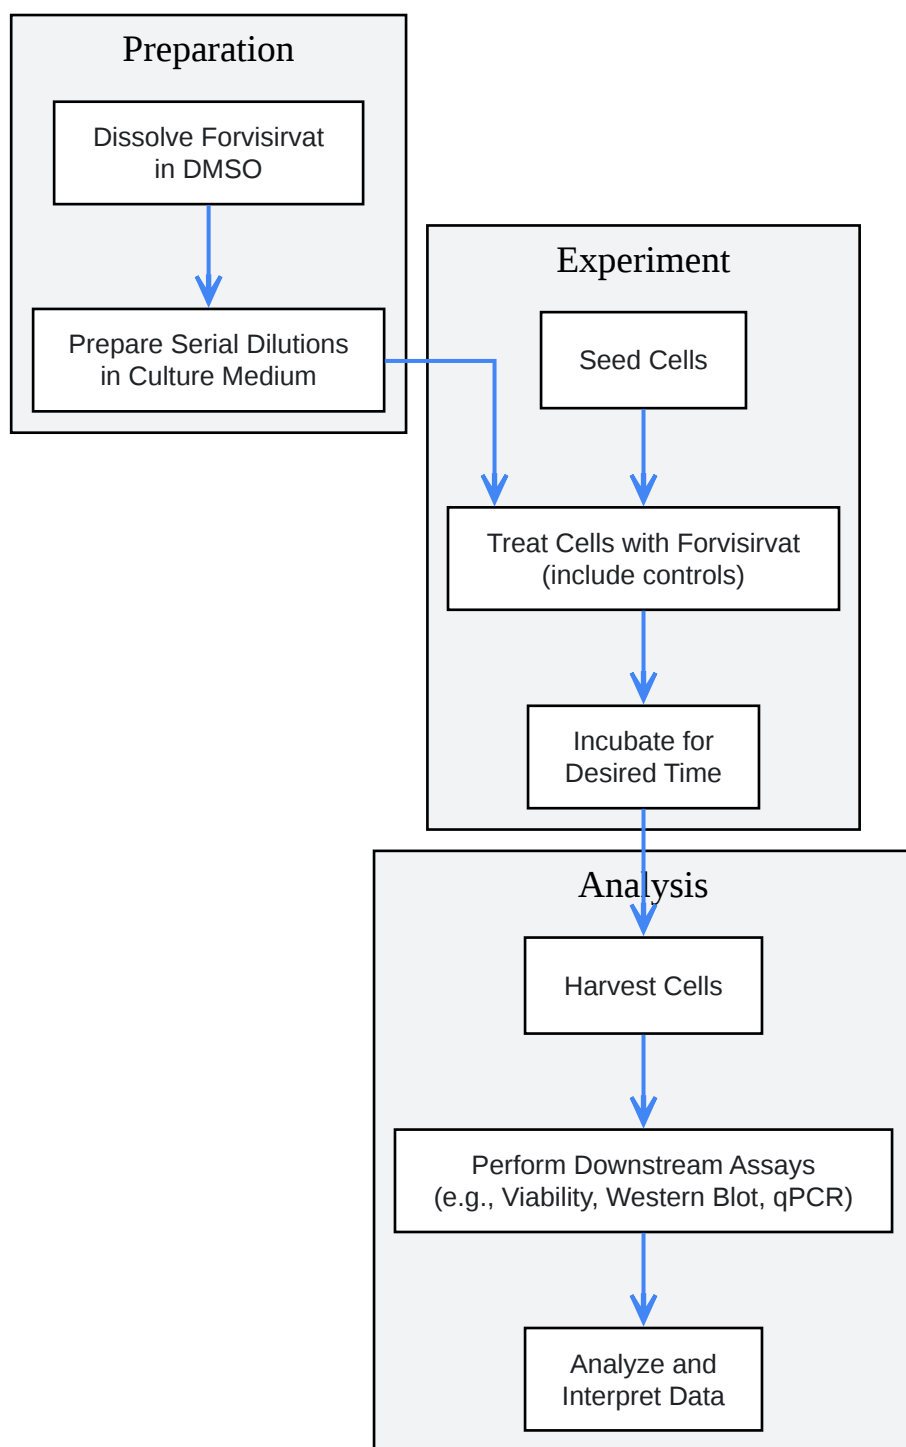 Preparation
Dissolve Forvisirvat
in DMSO
Prepare Serial Dilutions
in Culture Medium
Experiment
Seed Cells
Treat Cells with Forvisirvat
(include controls)
Incubate for
Desired Time
Analysis
Harvest Cells
Perform Downstream Assays
(e.g., Viability, Western Blot, qPCR)
Analyze and
Interpret Data